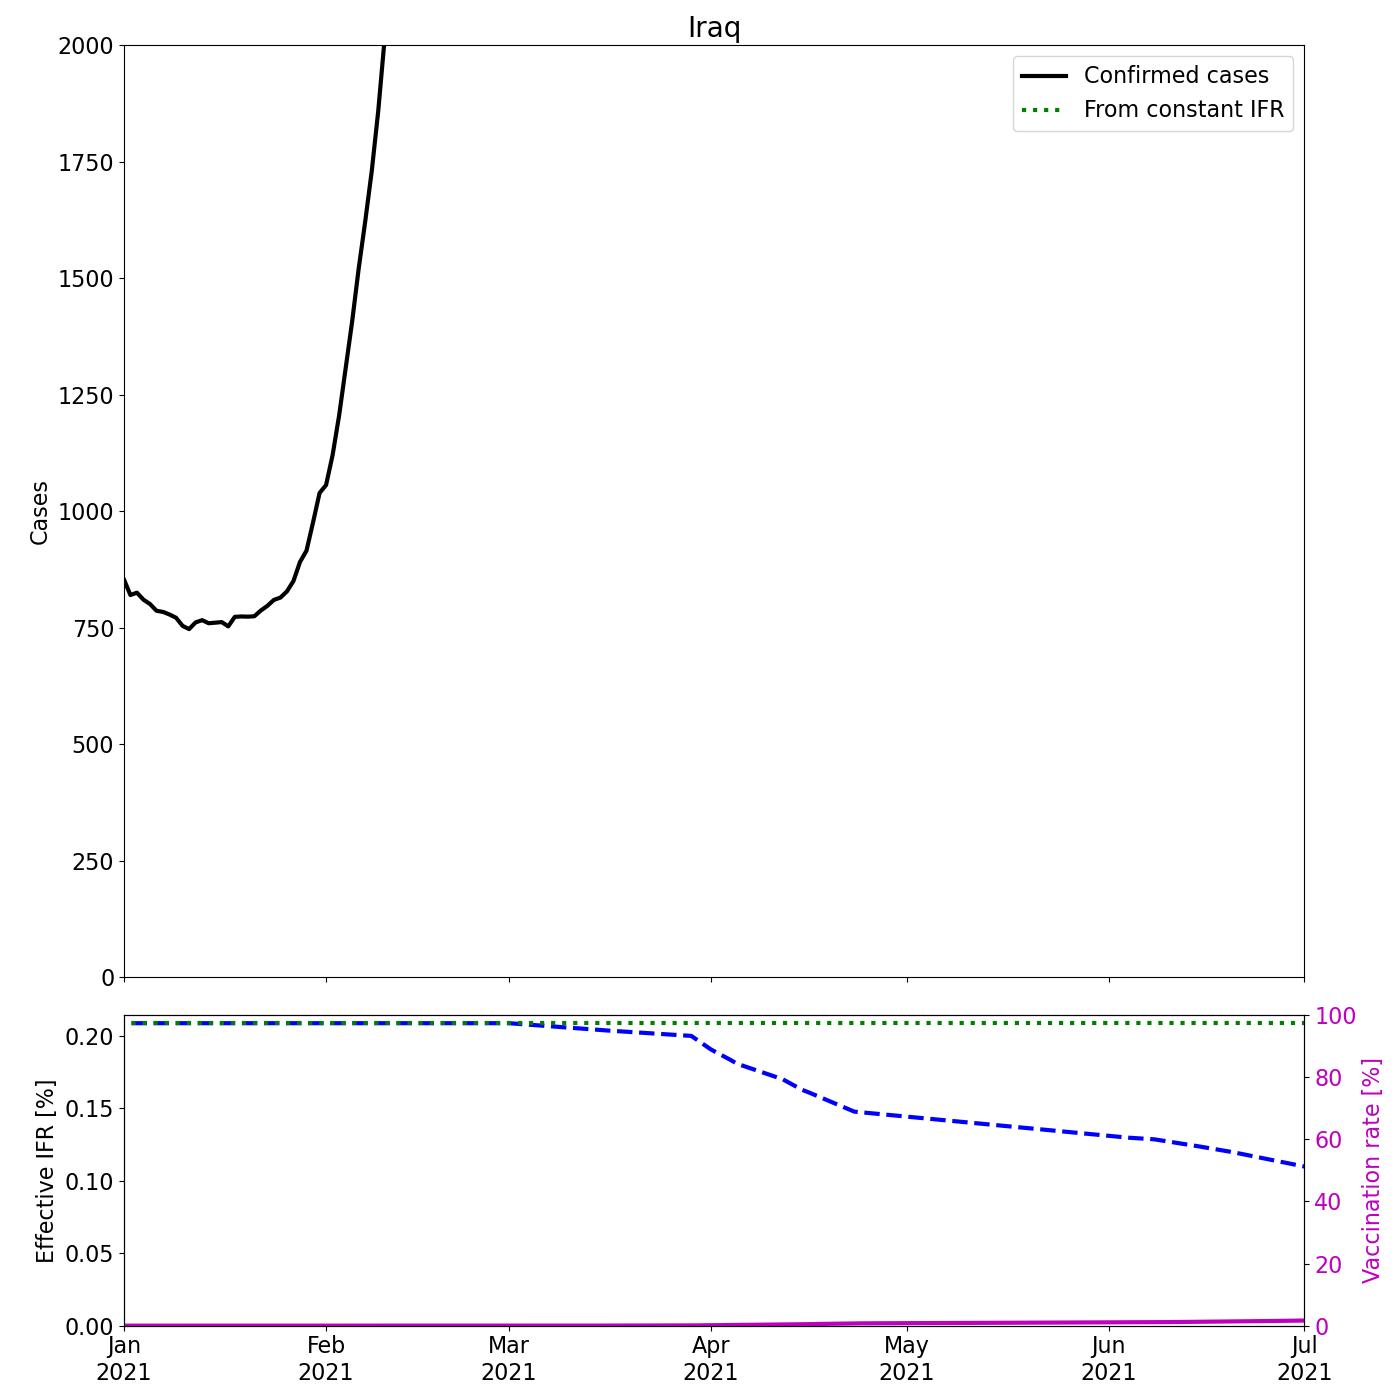 Iraq
2000
1750
1500
1250
1000
750
500
250
0
Cases
Confirmed cases
From constant IFR
0.20
0.15
0.10
0.05
0.00
Effective IFR [%]
100
80
60
40
20
0
Vaccination rate [%]
Jan Feb Mar Apr May Jun Jul
2021 2021 2021 2021 2021 2021 2021